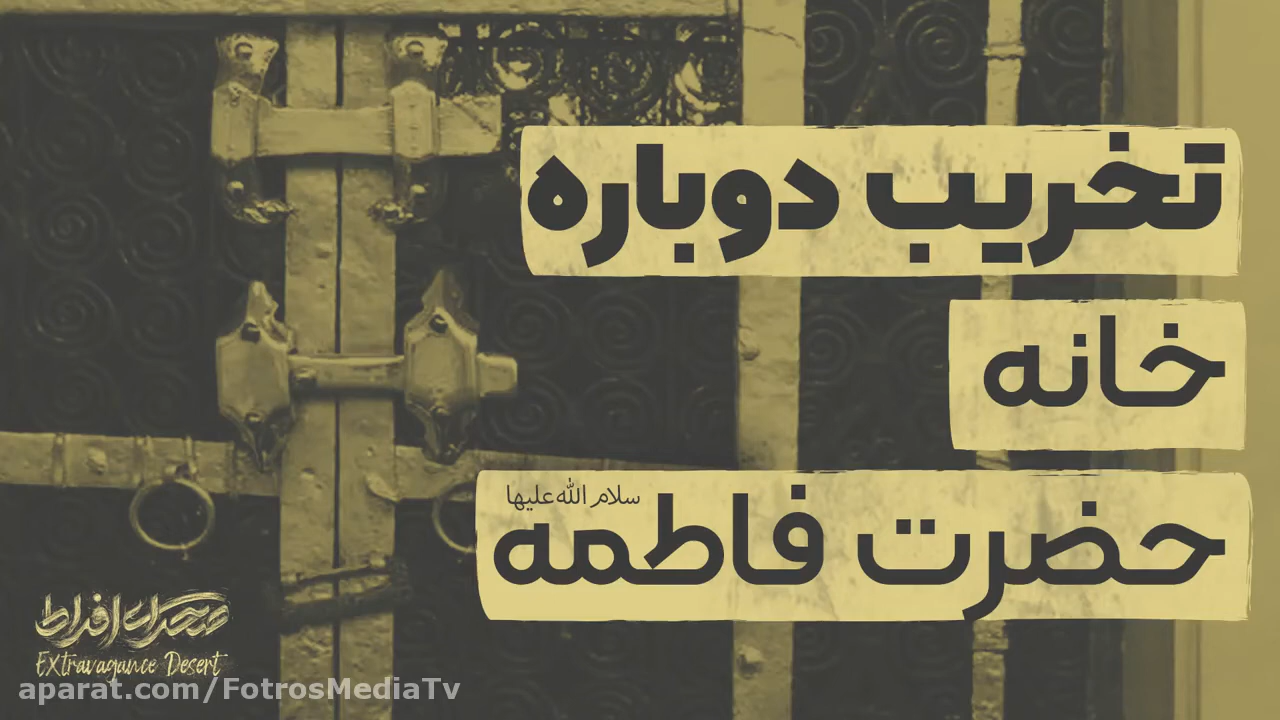 تخریب دوباره
خانه
حضرت فاطمه سلام الله علیها
صحرای افراط
Extravagance Desert
aparat.com/FotrosMediaTv